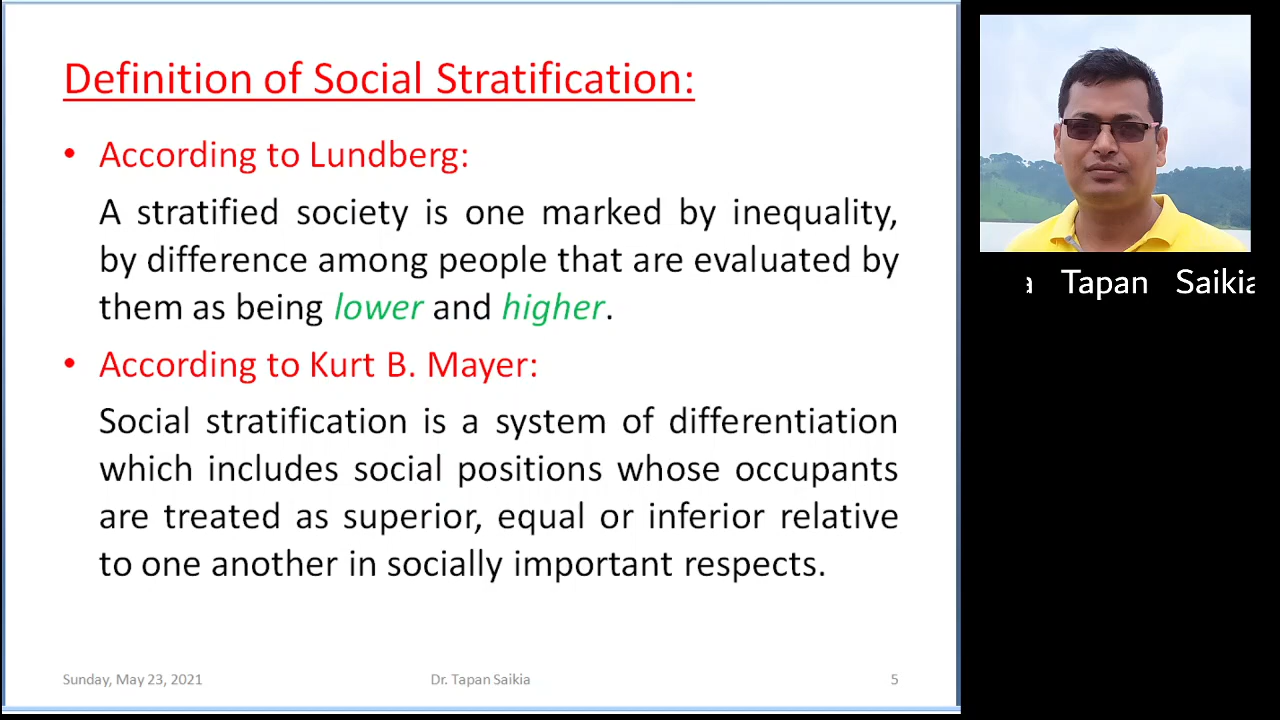 Definition of Social Stratification:
• According to Lundberg:
A stratified society is one marked by inequality,
by difference among people that are evaluated by
them as being lower and higher.
• According to Kurt B. Mayer:
Social stratification is a system of differentiation
which includes social positions whose occupants
are treated as superior, equal or inferior relative
to one another in socially important respects.
Sunday, May 23, 2021 Dr. Tapan Saikia 5
Tapan Saikia